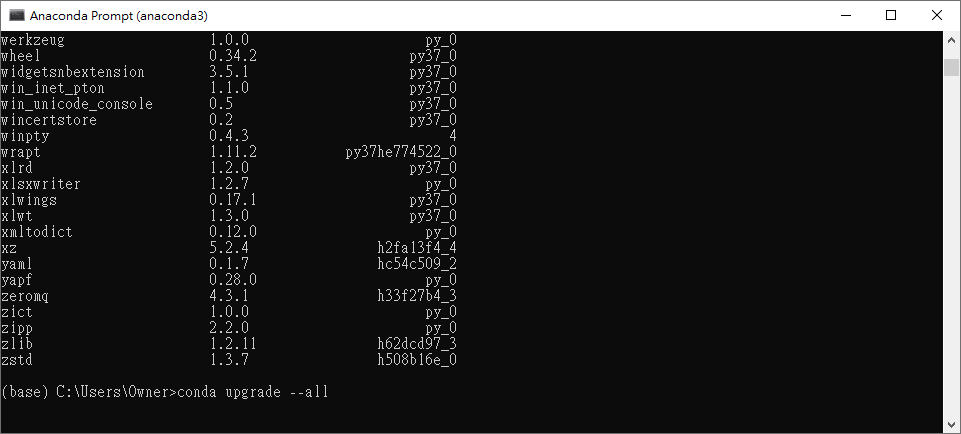 Anaconda Prompt (anaconda3)
werkzeug 1.0.0 py_0
wheel 0.34.2 py37_0
widgetsnbextension 3.5.1 py37_0
win_inet_pton 1.1.0 py37_0
win_unicode_console 0.5 py37_0
wincertstore 0.2 py37_0
winpty 0.4.3 4
wrapt 1.11.2 py37he774522_0
xlrd 1.2.0 py37_0
xlsxwriter 1.2.7 py_0
xlwings 0.17.1 py37_0
xlwt 1.3.0 py37_0
xmltodict 0.12.0 py_0
xz 5.2.4 h2fa13f4_4
yaml 0.1.7 hc54c509_2
yapf 0.28.0 py_0
zeromq 4.3.1 h33f27b4_3
zict 1.0.0 py_0
zipp 2.2.0 py_0
zlib 1.2.11 h62dcd97_3
zstd 1.3.7 h508b16e_0
(base) C:\Users\Owner>conda upgrade --all